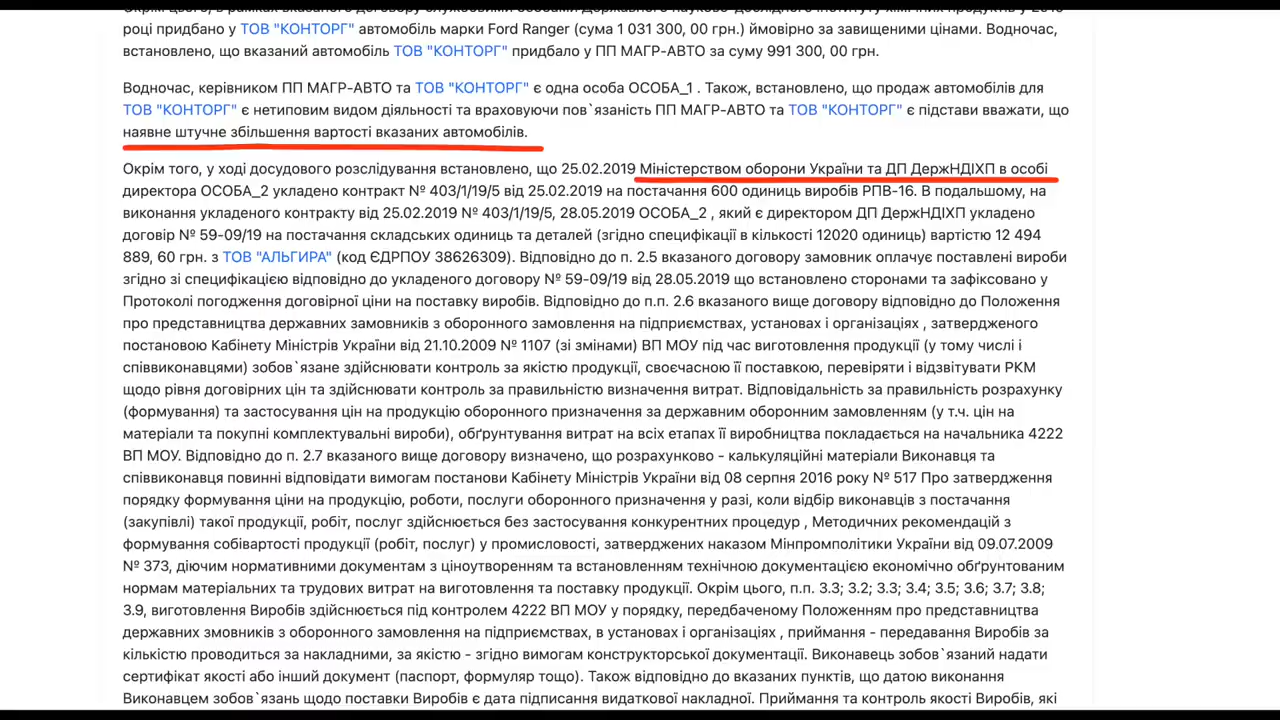 Окрім цього, в рамках вказаного договору службовими особами Державного науково-дослідного інституту хімічних продуктів у 2019
році придбано у ТОВ "КОНТОРГ" автомобіль марки Ford Ranger (сума 1 031 300, 00 грн.) ймовірно за завищеними цінами. Водночас,
встановлено, що вказаний автомобіль ТОВ "КОНТОРГ" придбало у ПП МАГР-АВТО за суму 991 300, 00 грн.
Водночас, керівником ПП МАГР-АВТО та ТОВ "КОНТОРГ" є одна особа ОСОБА_1 . Також, встановлено, що продаж автомобілів для
ТОВ "КОНТОРГ" є нетиповим видом діяльності та враховуючи пов`язаність ПП МАГР-АВТО та ТОВ "КОНТОРГ" є підстави вважати, що
наявне штучне збільшення вартості вказаних автомобілів.
Окрім того, у ході досудового розслідування встановлено, що 25.02.2019 Міністерством оборони України та ДП ДержНДІХП в особі
директора ОСОБА_2 укладено контракт № 403/1/19/5 від 25.02.2019 на постачання 600 одиниць виробів РПВ-16. В подальшому, на
виконання укладеного контракту від 25.02.2019 № 403/1/19/5, 28.05.2019 ОСОБА_2 , який є директором ДП ДержНДІХП укладено
договір № 59-09/19 на постачання складських одиниць та деталей (згідно специфікації в кількості 12020 одиниць) вартістю 12 494
889, 60 грн. з ТОВ "АЛЬГИРА" (код ЄДРПОУ 38626309). Відповідно до п. 2.5 вказаного договору замовник оплачує поставлені вироби
згідно зі специфікацією відповідно до укладеного договору № 59-09/19 від 28.05.2019 що встановлено сторонами та зафіксовано у
Протоколі погодження договірної ціни на поставку виробів. Відповідно до п.п. 2.6 вказаного вище договору відповідно до Положення
про представництва державних замовників з оборонного замовлення на підприємствах, установах і організаціях , затвердженого
постановою Кабінету Міністрів України від 21.10.2009 № 1107 (зі змінами) ВП МОУ під час виготовлення продукції (у тому числі і
співвиконавцями) зобов`язане здійснювати контроль за якістю продукції, своєчасною її поставкою, перевіряти і відзвітувати РКМ
щодо рівня договірних цін та здійснювати контроль за правильністю визначення витрат. Відповідальність за правильність розрахунку
(формування) та застосування цін на продукцію оборонного призначення за державним оборонним замовленням (у т.ч. цін на
матеріали та покупні комплектувальні вироби), обґрунтування витрат на всіх етапах її виробництва покладається на начальника 4222
ВП МОУ. Відповідно до п. 2.7 вказаного вище договору визначено, що розрахунково - калькуляційні матеріали Виконавця та
співвиконавця повинні відповідати вимогам постанови Кабінету Міністрів України від 08 серпня 2016 року № 517 Про затвердження
порядку формування ціни на продукцію, роботи, послуги оборонного призначення у разі, коли відбір виконавців з постачання
(закупівлі) такої продукції, робіт, послуг здійснюється без застосування конкурентних процедур , Методичних рекомендацій з
формування собівартості продукції (робіт, послуг) у промисловості, затверджених наказом Мінпромполітики України від 09.07.2009
№ 373, діючим нормативними документам з ціноутворенням та встановленням технічною документацією економічно обґрунтованим
нормам матеріальних та трудових витрат на виготовлення та поставку продукції. Окрім цього, п.п. 3.3; 3.2; 3.3; 3.4; 3.5; 3.6; 3.7; 3.8;
3.9, виготовлення Виробів здійснюється під контролем 4222 ВП МОУ у порядку, передбаченому Положенням про представництва
державних змовників з оборонного замовлення на підприємствах, в установах і організаціях , приймання - передавання Виробів за
кількістю проводиться за накладними, за якістю - згідно вимогам конструкторської документації. Виконавець зобов`язаний надати
сертифікат якості або інший документ (паспорт, формуляр тощо). Також відповідно до вказаних пунктів, що датою виконання
Виконавцем зобов`язань щодо поставки Виробів є дата підписання видаткової накладної. Приймання та контроль якості Виробів, які